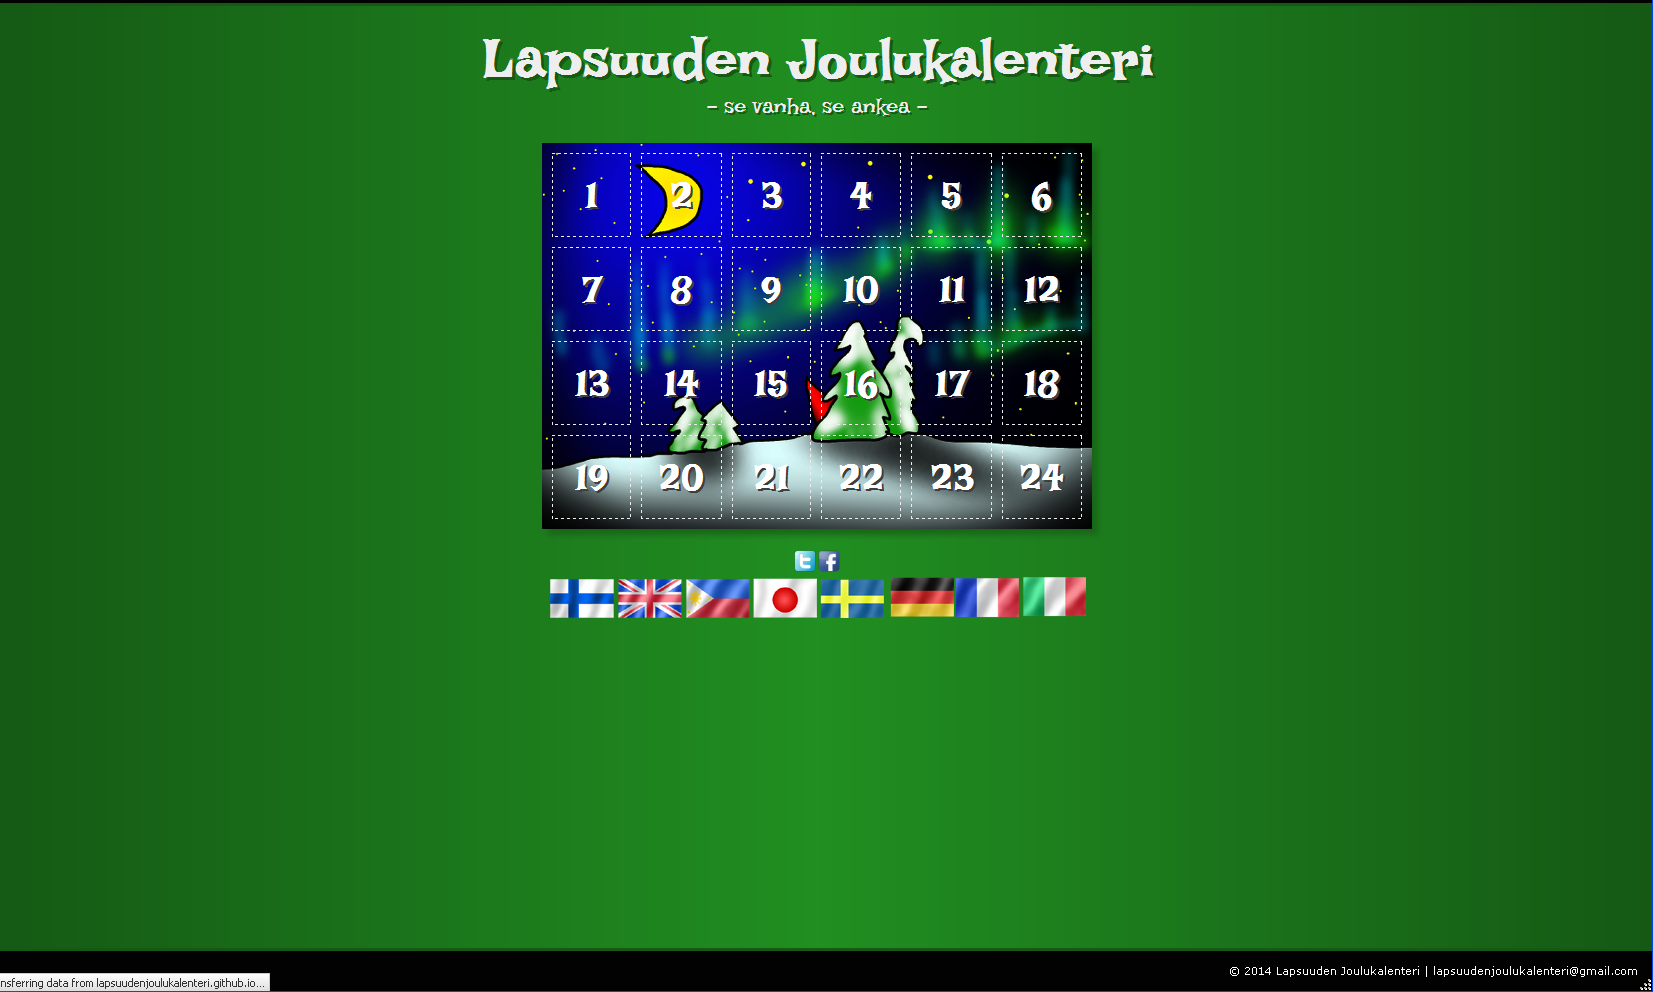 Lapsuuden Joulukalenteri
- se vanha, se ankea -
1 2 3 4 5 6
7 8 9 10 11 12
13 14 15 16 17 18
19 20 21 22 23 24
t f
© 2014 Lapsuuden Joulukalenteri | lapsuudenjoulukalenteri@gmail.com
nsferring data from lapsuudenjoulukalenteri.github.io...